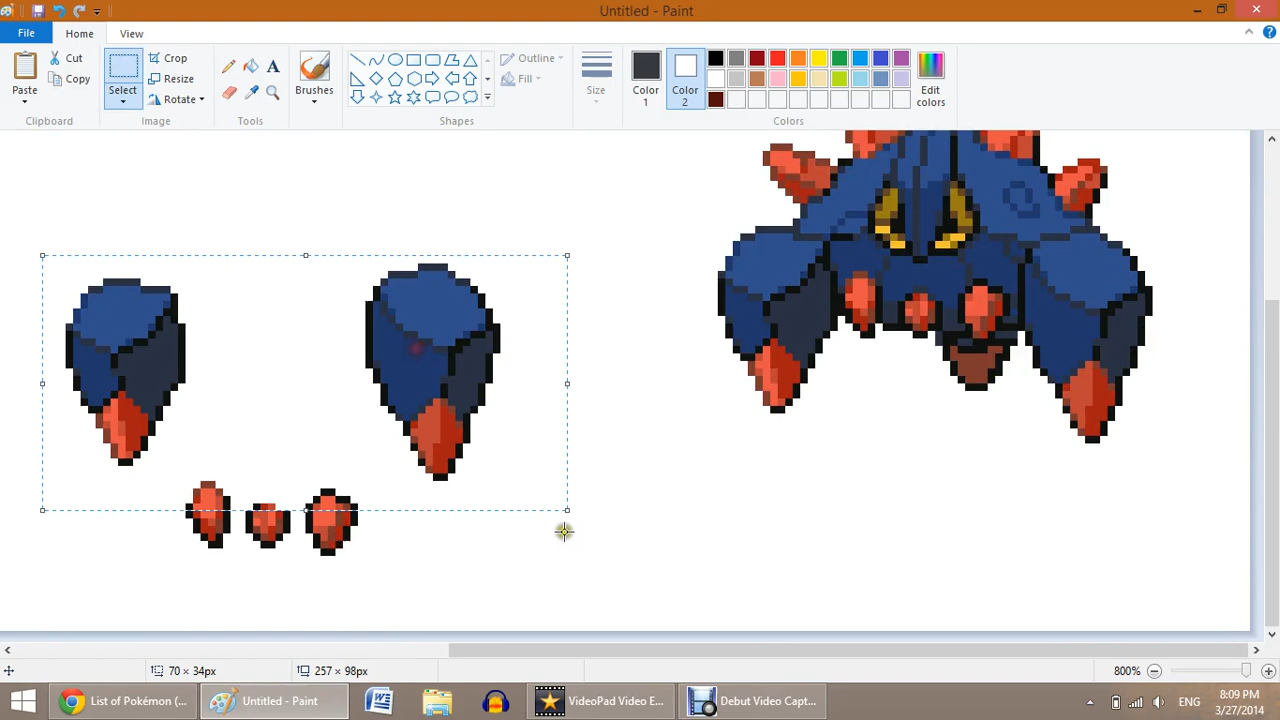 Untitled - Paint
File Home View
Paste
Cut
Copy
Clipboard
Select
Crop
Resize
Rotate
Image
A
Tools
Brushes
Outline
Fill
Shapes
Size
Color 1
Color 2
Edit colors
Colors
70 × 34px
257 × 98px
800%
List of Pokémon (...
Untitled - Paint
VideoPad Video E...
Debut Video Capt...
ENG
8:09 PM
3/27/2014